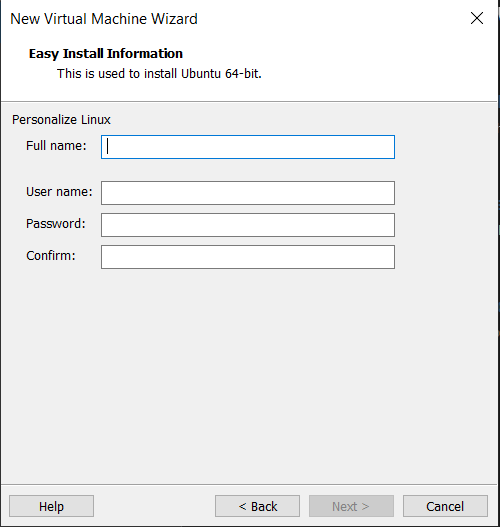 New Virtual Machine Wizard
Easy Install Information
This is used to install Ubuntu 64-bit.
Personalize Linux
Full name:
User name:
Password:
Confirm:
Help
< Back
Next >
Cancel